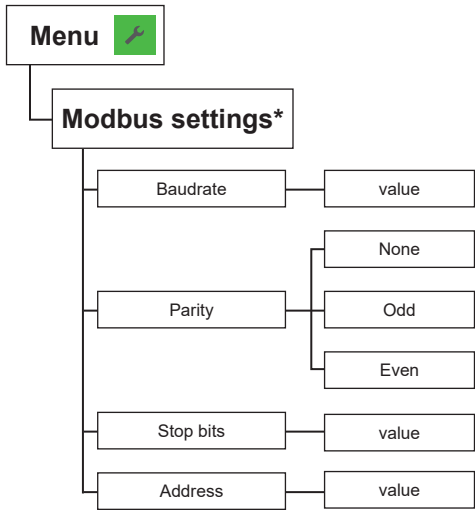 Menu
Modbus settings*
Baudrate
value
None
Parity
Odd
Even
Stop bits
value
Address
value